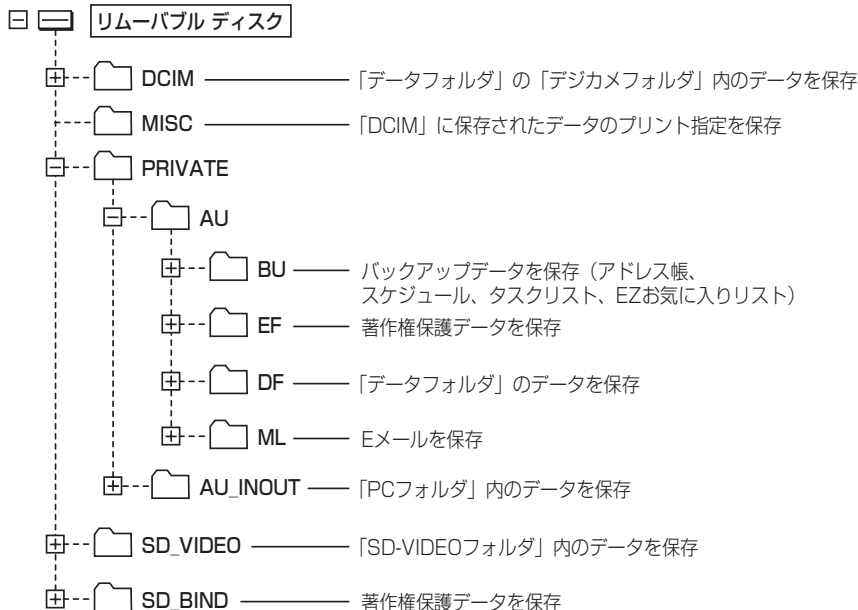 リムーバブル ディスク
DCIM 「データフォルダ」の「デジカメフォルダ」内のデータを保存
MISC 「DCIM」に保存されたデータのプリント指定を保存
PRIVATE
AU
BU バックアップデータを保存（アドレス帳、
スケジュール、タスクリスト、EZお気に入りリスト）
EF 著作権保護データを保存
DF 「データフォルダ」のデータを保存
ML Eメールを保存
AU_INOUT 「PCフォルダ」内のデータを保存
SD_VIDEO 「SD-VIDEOフォルダ」内のデータを保存
SD_BIND 著作権保護データを保存